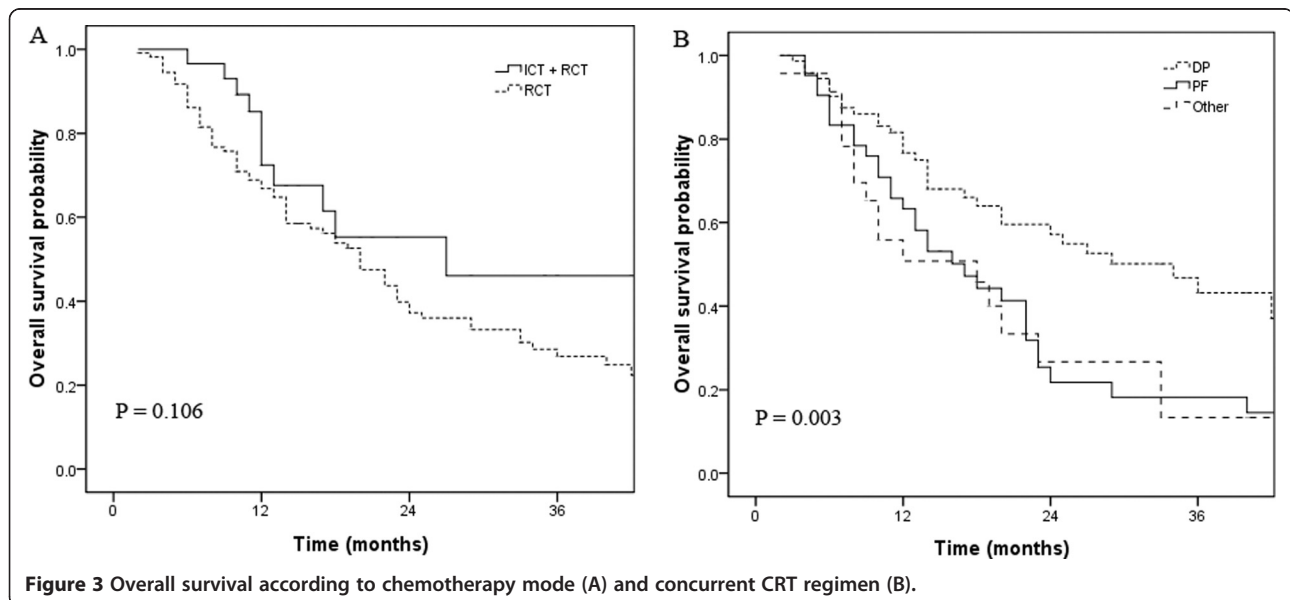 A
ICT + RCT
RCT
Overall survival probability
1.0
0.8
0.6
0.4
0.2
0.0
P = 0.106
0
12
24
36
Time (months)
B
DP
PF
Other
Overall survival probability
1.0
0.8
0.6
0.4
0.2
0.0
P = 0.003
0
12
24
36
Time (months)
Figure 3 Overall survival according to chemotherapy mode (A) and concurrent CRT regimen (B).